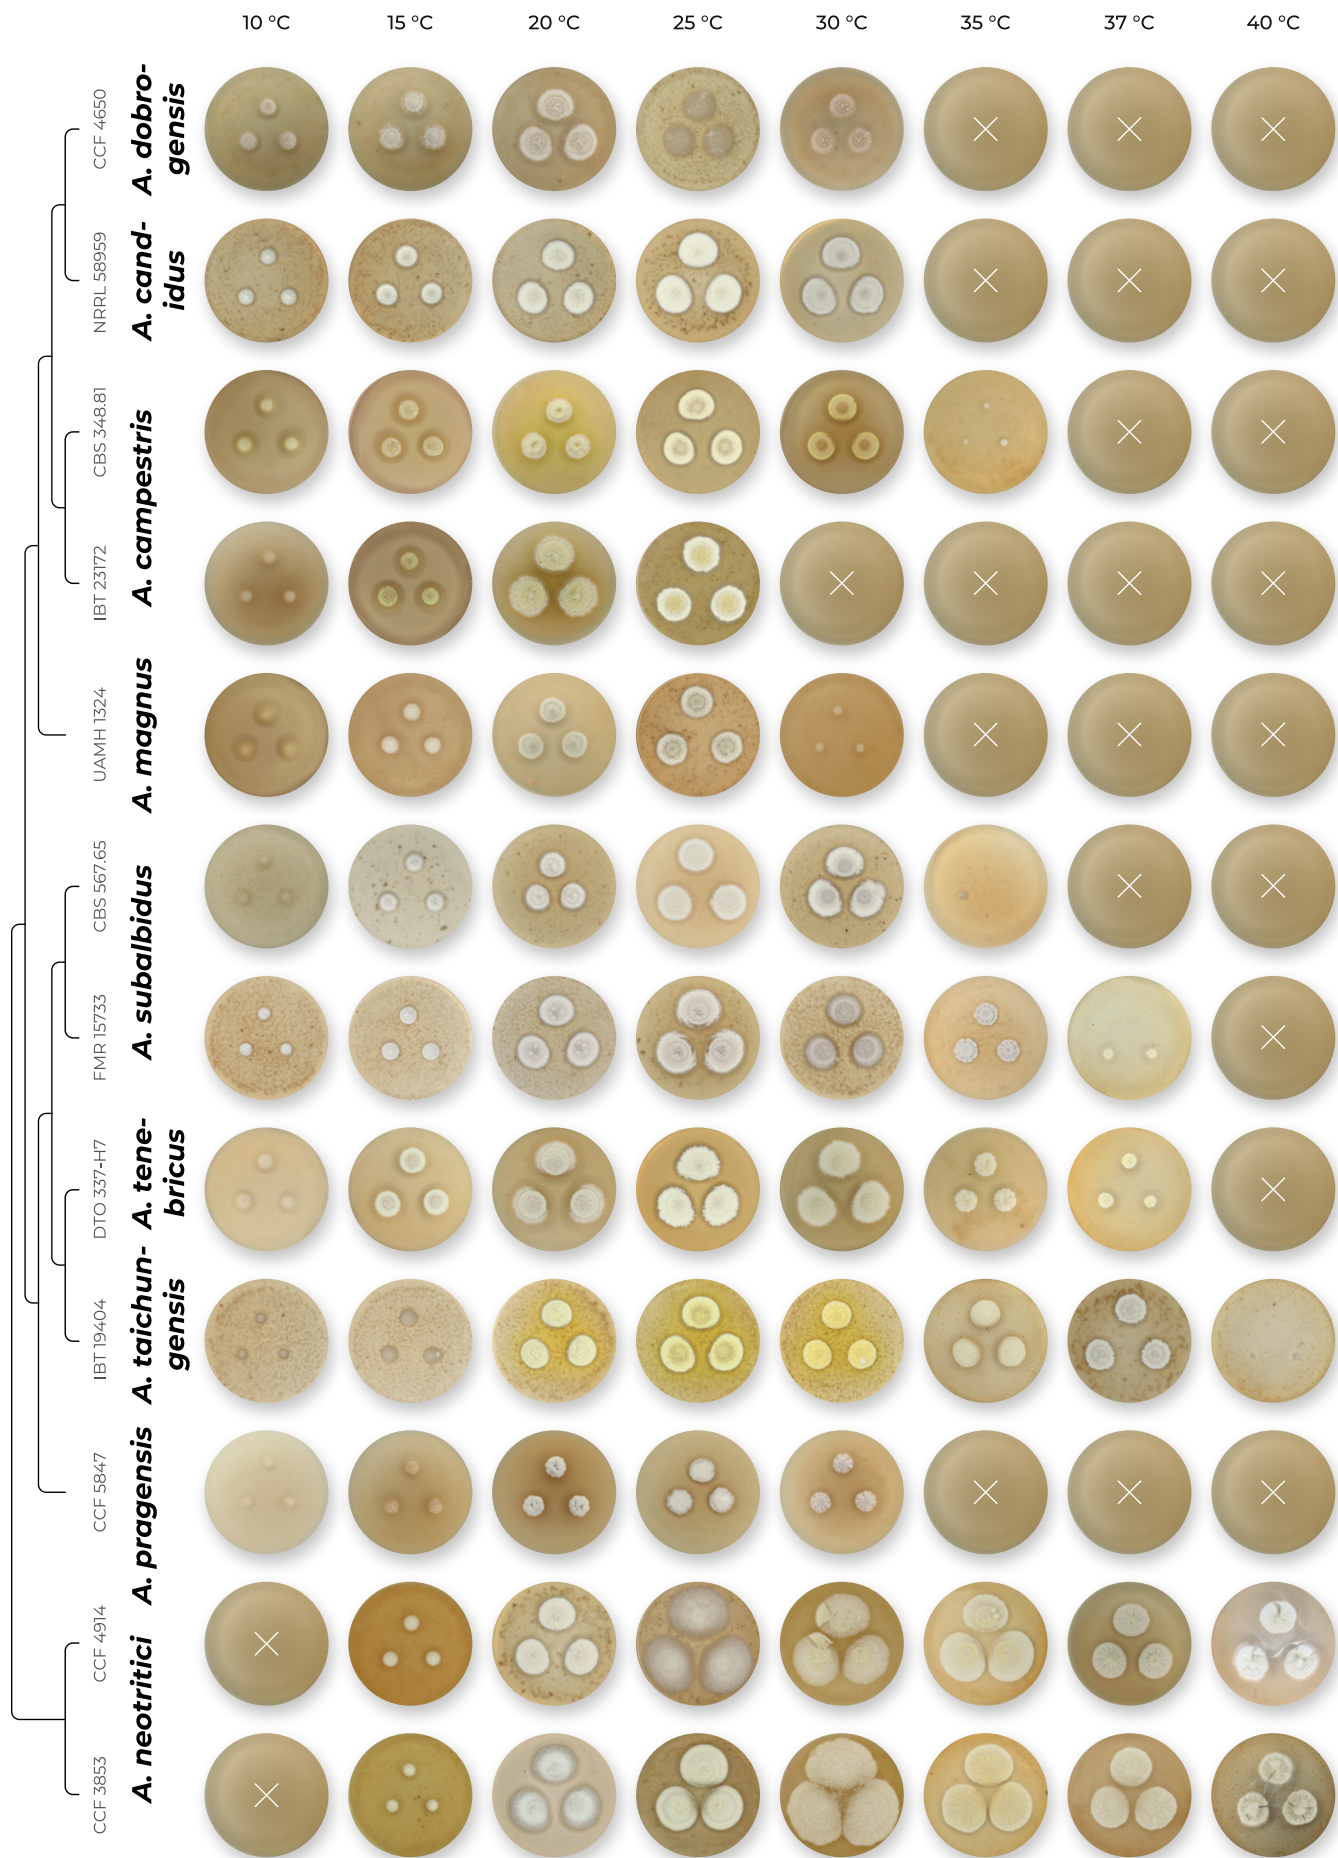 10 °C 15 °C 20 °C 25 °C 30 °C 35 °C 37 °C 40 °C
CCF 4650
A. dobro-
gensis
NRRL 58959
A. cand-
idus
CBS 348.81
A. campestris
IBT 23172
UAMH 1324
A. magnus
CBS 567.65
A. subalbidus
FMR 15733
DTO 337-H7
A. tene-
bricus
IBT19404
A. taichun-
gensis
CCF 5847
A. pragensis
CCF 4914
A. neotritici
CCF 3853